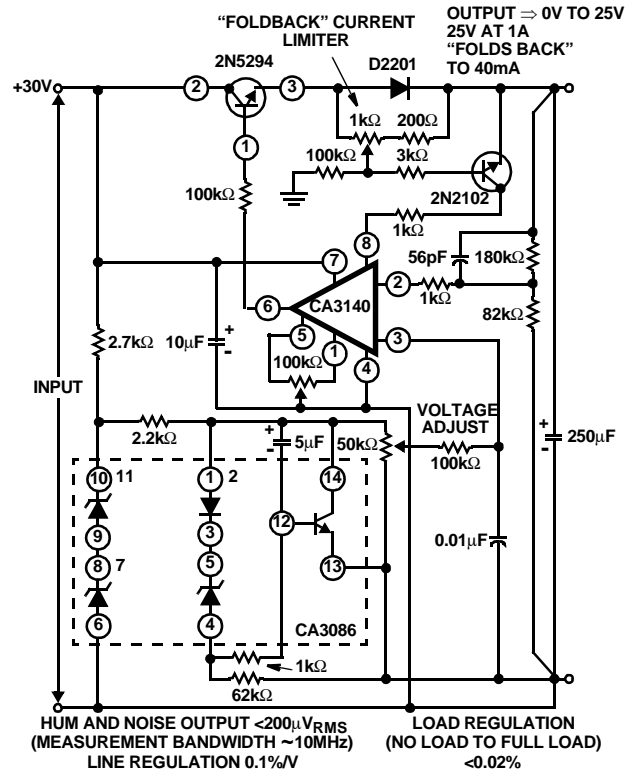 “FOLDBACK” CURRENT
LIMITER
OUTPUT ⇒ 0V TO 25V
25V AT 1A
“FOLDS BACK”
TO 40mA
2N5294
D2201
+30V
2
3
1kΩ
200Ω
1
100kΩ
3kΩ
100kΩ
2N2102
1kΩ
8
7
56pF
180kΩ
2
6
CA3140
1kΩ
82kΩ
5
3
2.7kΩ
10μF
+
-
100kΩ
1
4
INPUT
VOLTAGE
ADJUST
2.2kΩ
+
-
5μF
50kΩ
100kΩ
+
-
250μF
10
11
1
2
14
9
3
12
0.01μF
8
7
5
13
6
4
CA3086
1kΩ
62kΩ
HUM AND NOISE OUTPUT <200μVRMS
(MEASUREMENT BANDWIDTH ~10MHz)
LINE REGULATION 0.1%/V
LOAD REGULATION
(NO LOAD TO FULL LOAD)
<0.02%